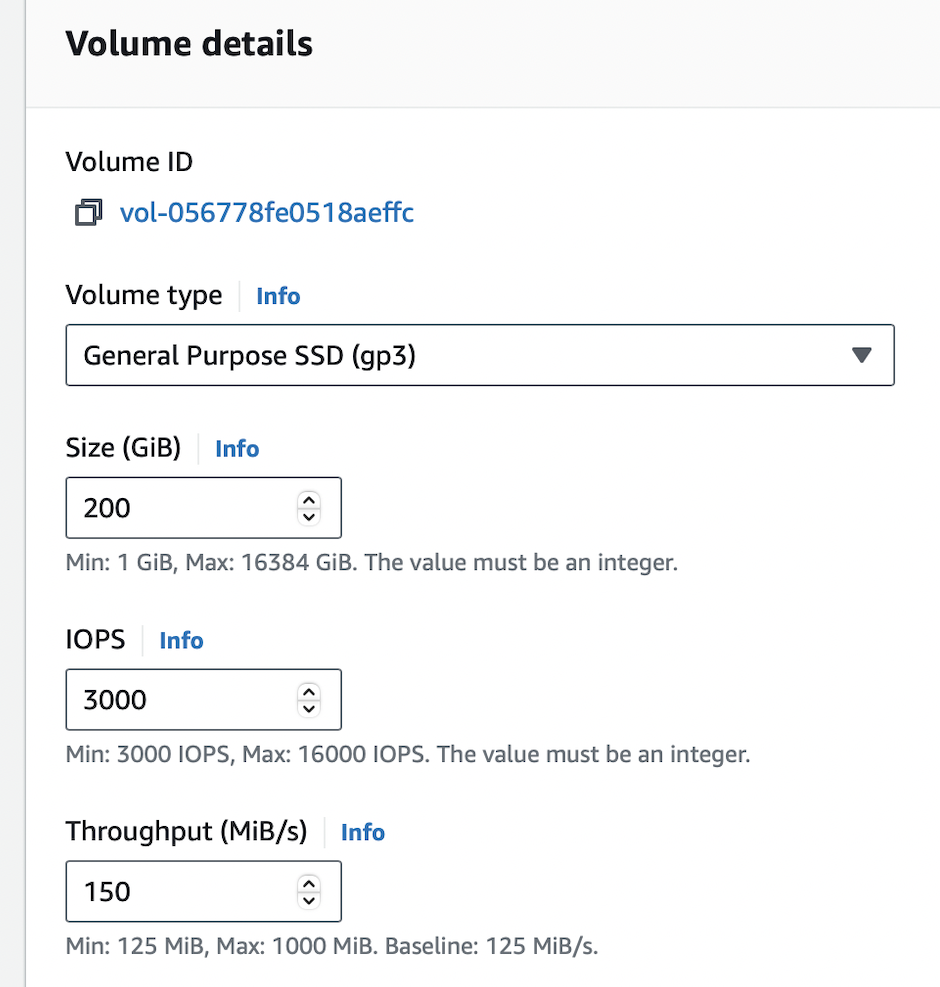 Volume details
Volume ID
vol-056778fe0518aeffc
Volume type Info
General Purpose SSD (gp3)
Size (GiB) Info
200
Min: 1 GiB, Max: 16384 GiB. The value must be an integer.
IOPS Info
3000
Min: 3000 IOPS, Max: 16000 IOPS. The value must be an integer.
Throughput (MiB/s) Info
150
Min: 125 MiB, Max: 1000 MiB. Baseline: 125 MiB/s.